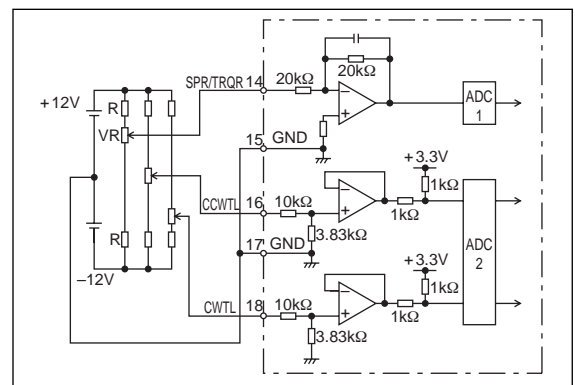 SPR/TRQR 14
20kΩ
20kΩ
ADC
1
+12V
R
VR
15 GND
+3.3V
1kΩ
CCWTL 16
10kΩ
1kΩ
3.83kΩ
R
17 GND
ADC
2
−12V
+3.3V
1kΩ
CWTL 18
10kΩ
1kΩ
3.83kΩ